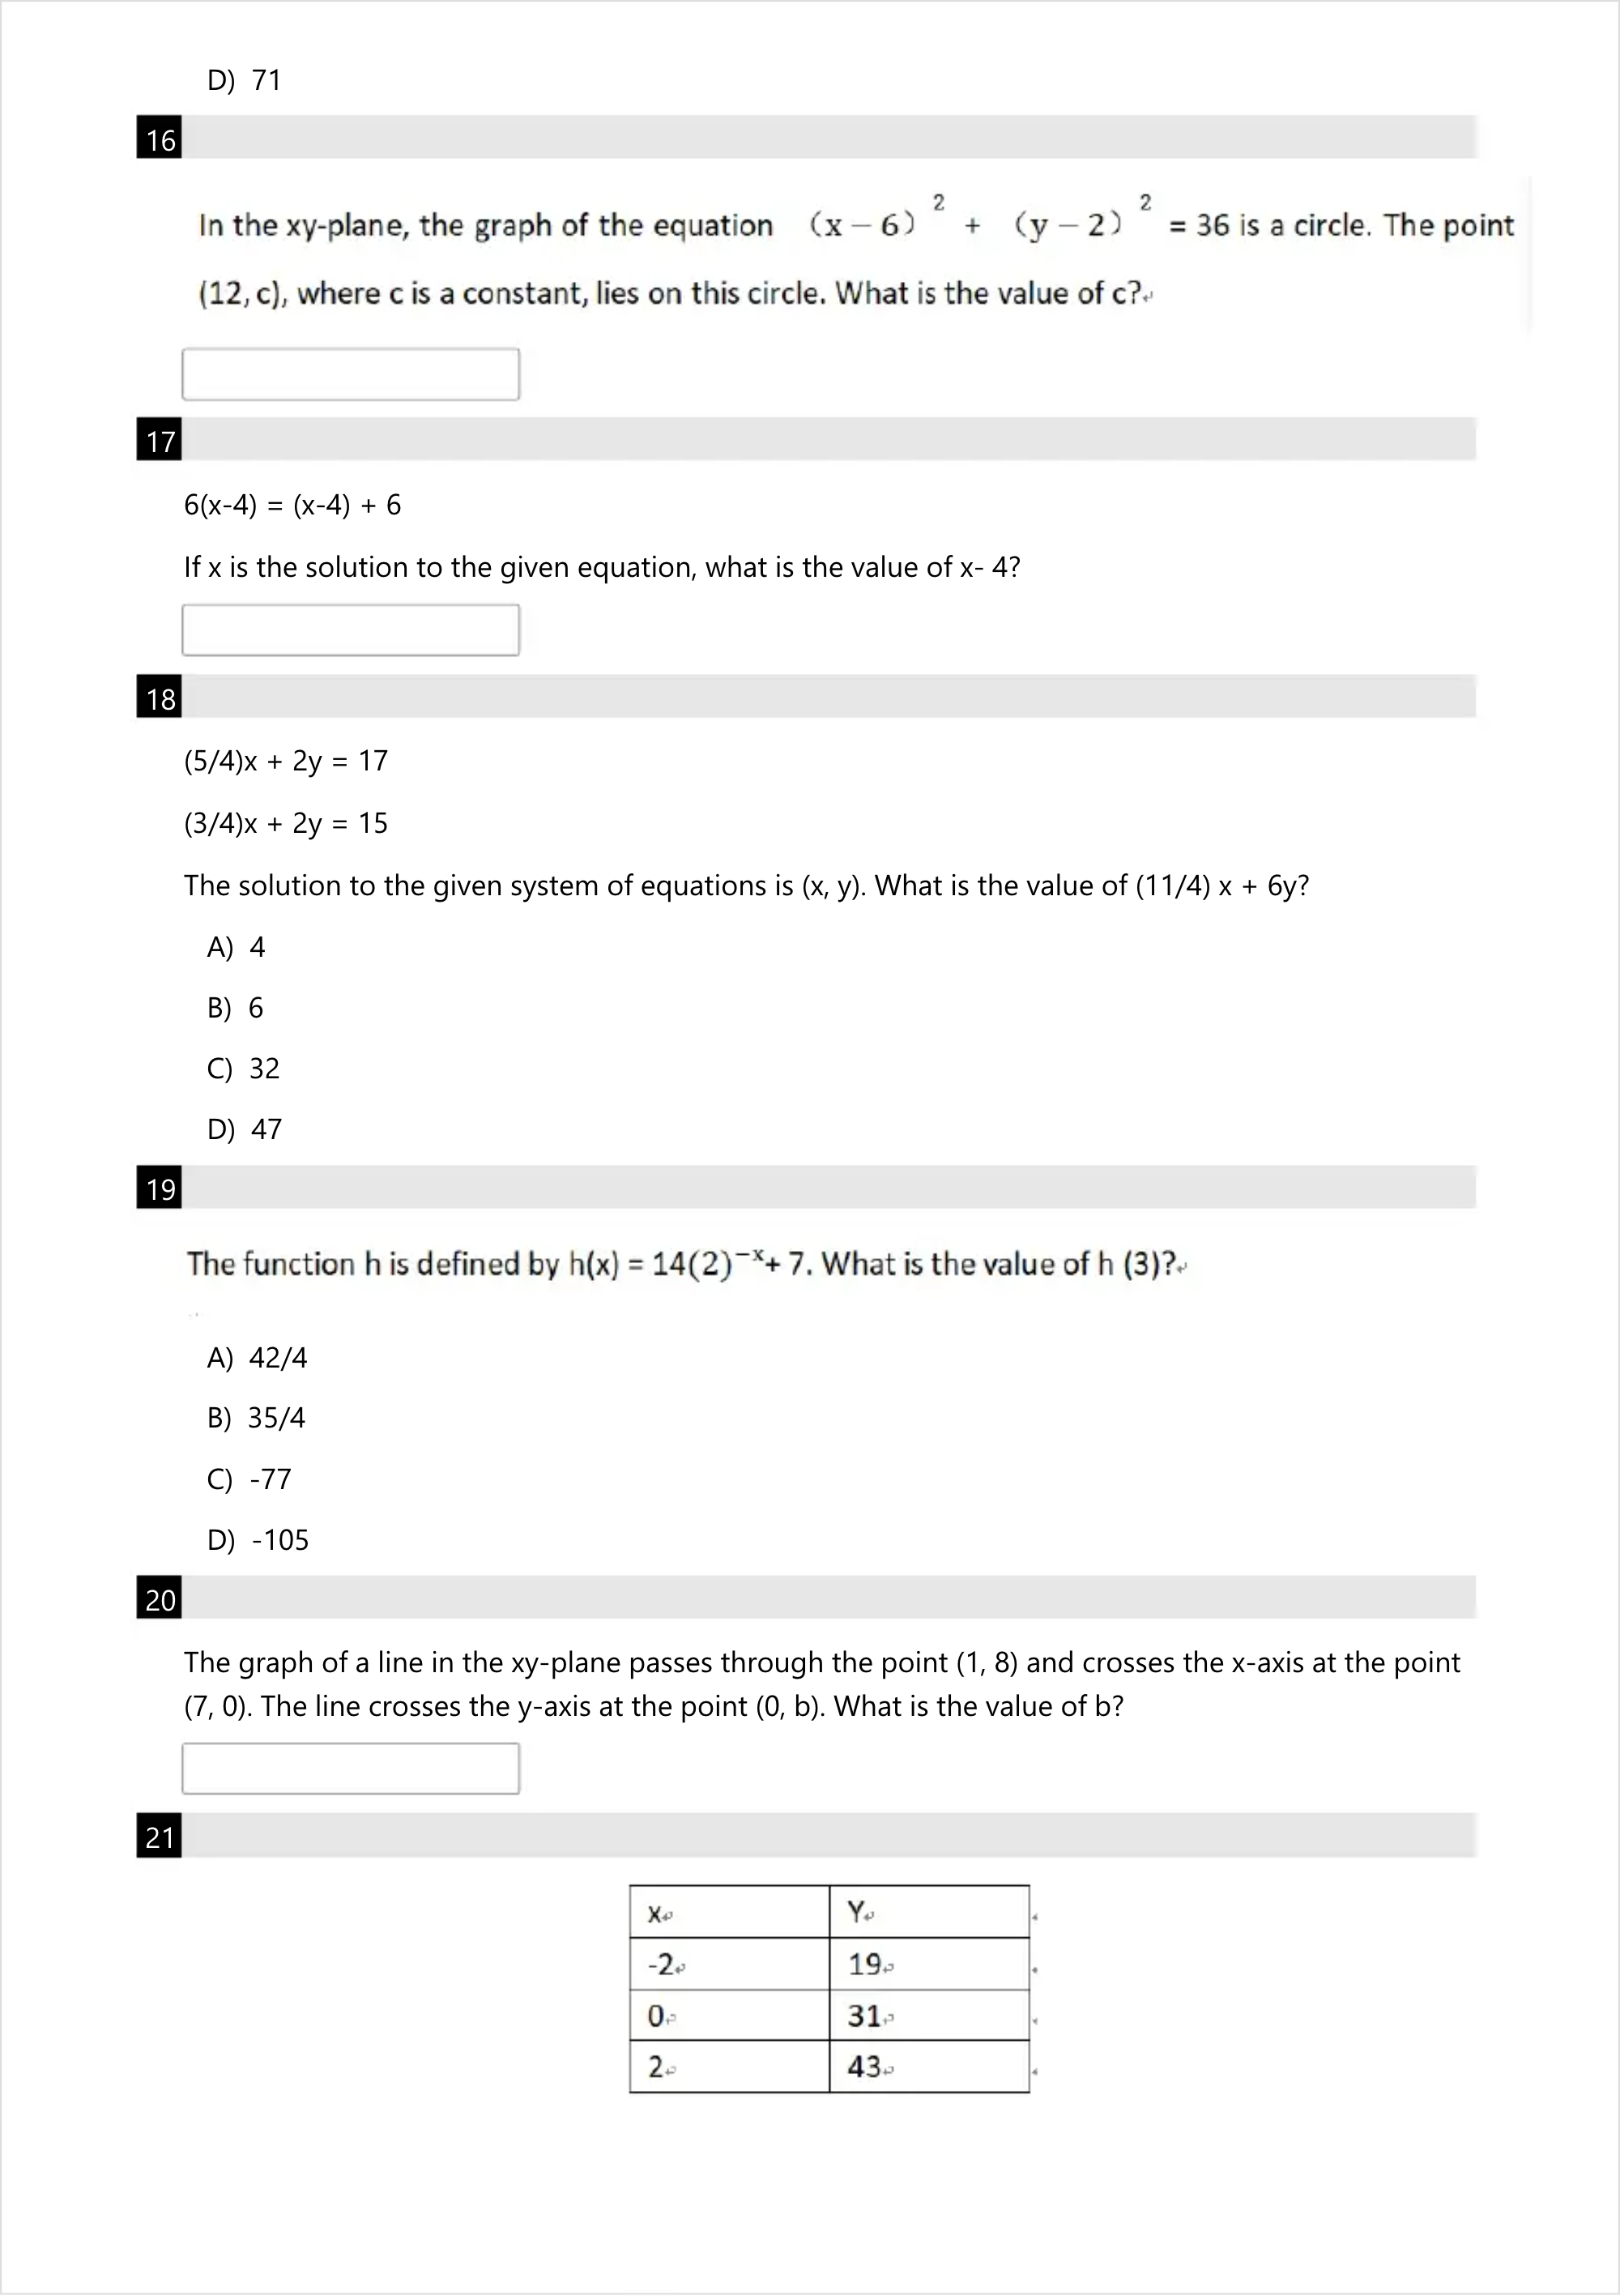 D) 71
16
In the xy-plane, the graph of the equation (x – 6)² + (y – 2)² = 36 is a circle. The point
(12, c), where c is a constant, lies on this circle. What is the value of c?
17
6(x-4) = (x-4) + 6
If x is the solution to the given equation, what is the value of x- 4?
18
(5/4)x + 2y = 17
(3/4)x + 2y = 15
The solution to the given system of equations is (x, y). What is the value of (11/4) x + 6y?
A) 4
B) 6
C) 32
D) 47
19
The function h is defined by h(x) = 14(2)⁻ˣ+ 7. What is the value of h (3)?
A) 42/4
B) 35/4
C) -77
D) -105
20
The graph of a line in the xy-plane passes through the point (1, 8) and crosses the x-axis at the point
(7, 0). The line crosses the y-axis at the point (0, b). What is the value of b?
21
x Y
-2 19
0 31
2 43